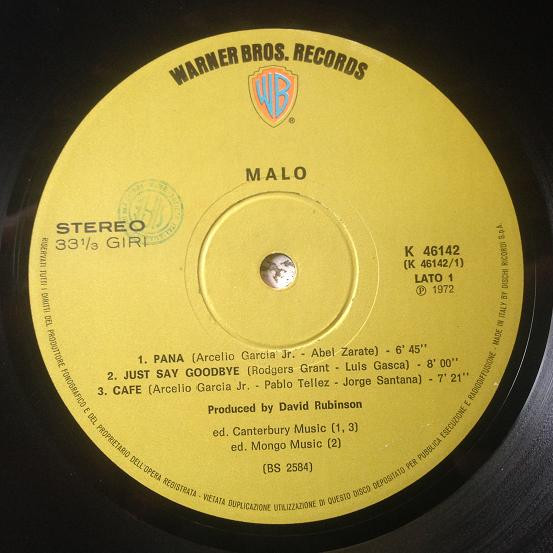 WARNER BROS. RECORDS
WB
®
MALO
STEREO
33 1/3 GIRI
K 46142
(K 46142/1)
LATO 1
Ⓟ 1972
1. PANA (Arcelio Garcia Jr. - Abel Zarate) - 6' 45''
2. JUST SAY GOODBYE (Rodgers Grant - Luis Gasca) - 8' 00''
3. CAFE (Arcelio Garcia Jr. - Pablo Tellez - Jorge Santana) - 7' 21''
Produced by David Rubinson
ed. Canterbury Music (1, 3)
ed. Mongo Music (2)
(BS 2584)
RISERVATI TUTTI I DIRITTI DEL PRODUTTORE FONOGRAFICO E DEL PROPRIETARIO DELL'OPERA REGISTRATA - VIETATA DUPLICAZIONE UTILIZZAZIONE DI QUESTO DISCO DEPOSITATO PER PUBBLICA ESECUZIONE E RADIODIFFUSIONE - MADE IN ITALY BY DISCHI RICORDI S.p.A.